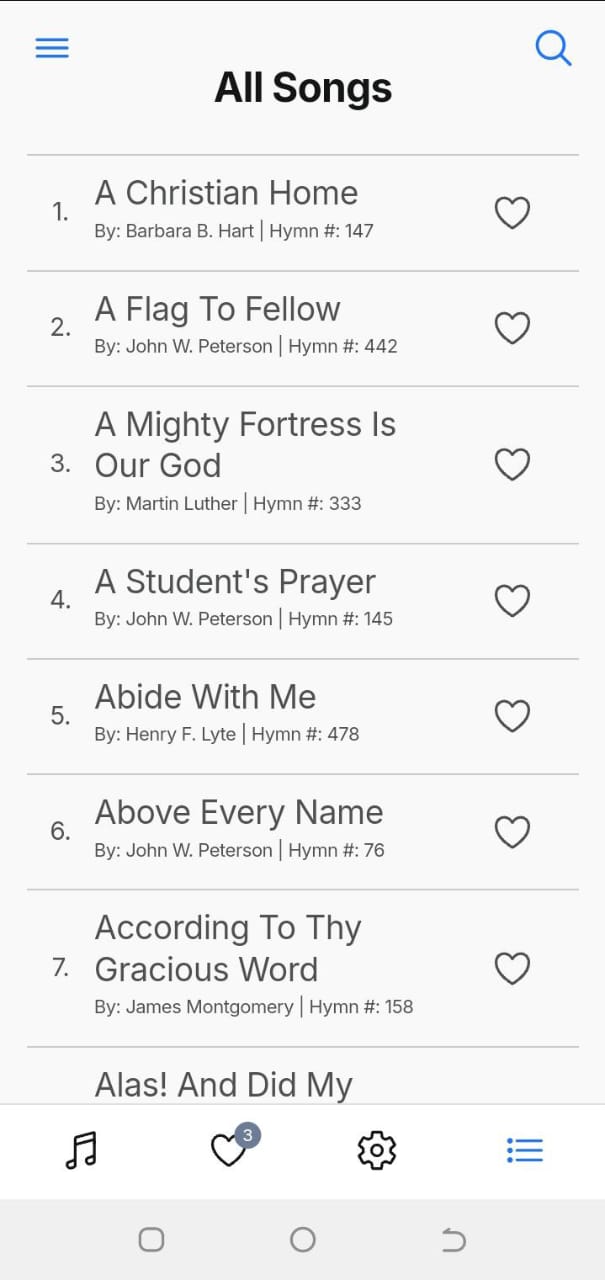 All Songs
1.
A Christian Home
By: Barbara B. Hart | Hymn #: 147
2.
A Flag To Fellow
By: John W. Peterson | Hymn #: 442
3.
A Mighty Fortress Is
Our God
By: Martin Luther | Hymn #: 333
4.
A Student's Prayer
By: John W. Peterson | Hymn #: 145
5.
Abide With Me
By: Henry F. Lyte | Hymn #: 478
6.
Above Every Name
By: John W. Peterson | Hymn #: 76
7.
According To Thy
Gracious Word
By: James Montgomery | Hymn #: 158
Alas! And Did My
3